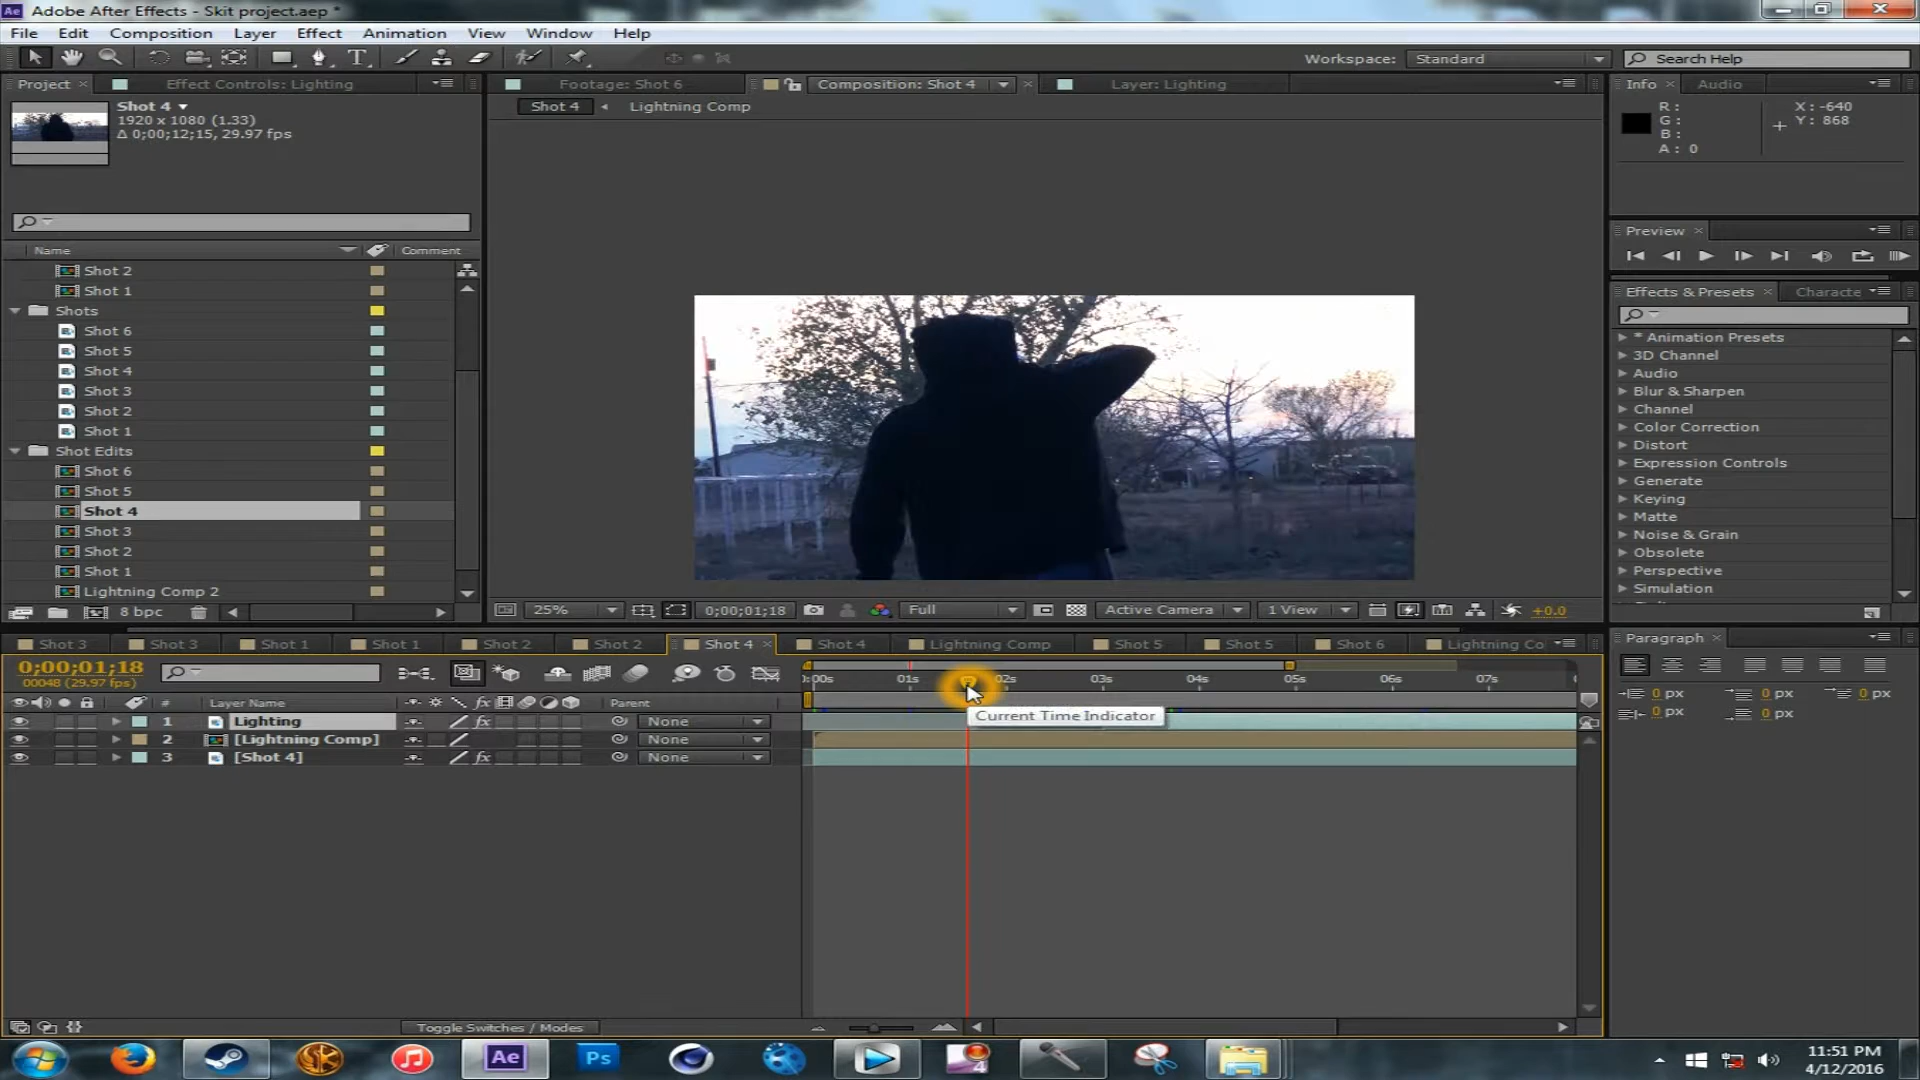 Ae Adobe After Effects - Skit project.aep *
File Edit Composition Layer Effect Animation View Window Help
Workspace: Standard Search Help
Project × Effect Controls: Lighting
Shot 4
1920 x 1080 (1.33)
Δ 0;00;12;15, 29.97 fps
Name Comment
Shot 2
Shot 1
Shots
Shot 6
Shot 5
Shot 4
Shot 3
Shot 2
Shot 1
Shot Edits
Shot 6
Shot 5
Shot 4
Shot 3
Shot 2
Shot 1
Lightning Comp 2
8 bpc
Footage: Shot 6 Composition: Shot 4 × Layer: Lightning
Shot 4 Lightning Comp
25% 0;00;01;18 Full Active Camera 1 View +0.0
Info × Audio
R :
G :
B :
A : 0
X : -640
Y : 868
Preview ×
Effects & Presets × Characte
* Animation Presets
3D Channel
Audio
Blur & Sharpen
Channel
Color Correction
Distort
Expression Controls
Generate
Keying
Matte
Noise & Grain
Obsolete
Perspective
Simulation
Paragraph ×
0 px 0 px 0 px
0 px 0 px
Shot 3 Shot 3 Shot 1 Shot 1 Shot 2 Shot 2 Shot 4 × Shot 4 Lightning Comp Shot 5 Shot 5 Shot 6 Lightning Co
0;00;01;18
00048 (29.97 fps)
):00s 01s 02s 03s 04s 05s 06s 07s
# Layer Name fx Parent
1 Lighting fx None
2 [Lightning Comp] None
3 [Shot 4] fx None
Current Time Indicator
Toggle Switches / Modes
Ae Ps 4
11:51 PM
4/12/2016